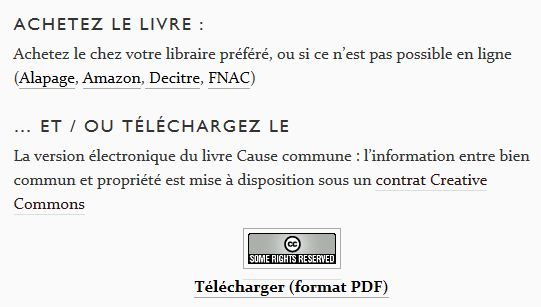 ACHETEZ LE LIVRE :
Achetez le chez votre libraire préféré, ou si ce n’est pas possible en ligne
(Alapage, Amazon, Decitre, FNAC)
... ET / OU TÉLÉCHARGEZ LE
La version électronique du livre Cause commune : l’information entre bien
commun et propriété est mise à disposition sous un contrat Creative
Commons
cc
SOME RIGHTS RESERVED
Télécharger (format PDF)